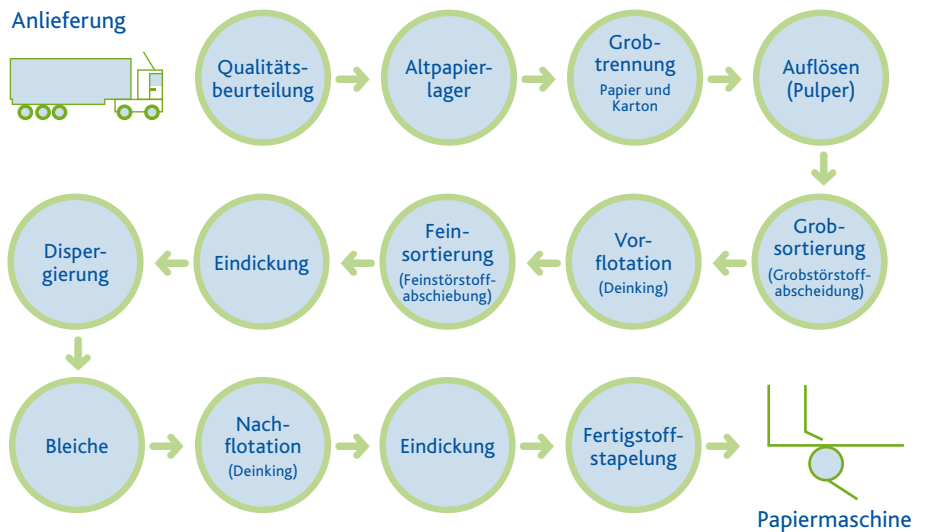 Anlieferung
Qualitäts-
beurteilung
Altpapier-
lager
Grob-
trennung
Papier und
Karton
Auflösen
(Pulper)
Grob-
sortierung
(Grobstörstoff-
abscheidung)
Vor-
flotation
(Deinking)
Fein-
sortierung
(Feinstörstoff-
abschiebung)
Eindickung
Disper-
gierung
Bleiche
Nach-
flotation
(Deinking)
Eindickung
Fertigstoff-
stapelung
Papiermaschine